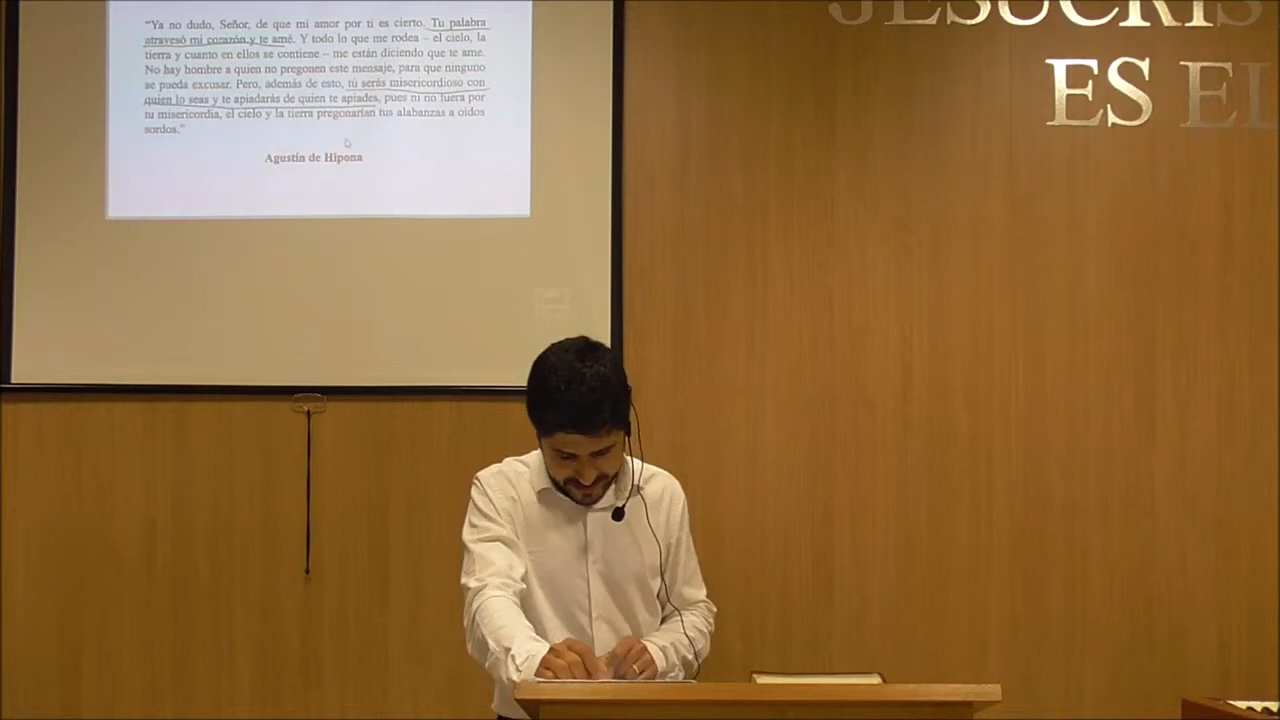 "Ya no dudo, Señor, de que mi amor por ti es cierto. Tu palabra
atravesó mi corazón y te amé. Y todo lo que me rodea – el cielo, la
tierra y cuanto en ellos se contiene – me están diciendo que te ame.
No hay hombre a quien no pregonen este mensaje, para que ninguno
se pueda excusar. Pero, además de esto, tú serás misericordioso con
quien lo seas y te apiadarás de quien te apiades, pues ni no fuera por
tu misericordia, el cielo y la tierra pregonarían tus alabanzas a oídos
sordos."
Agustín de Hipona
JESUCRIS
ES EL